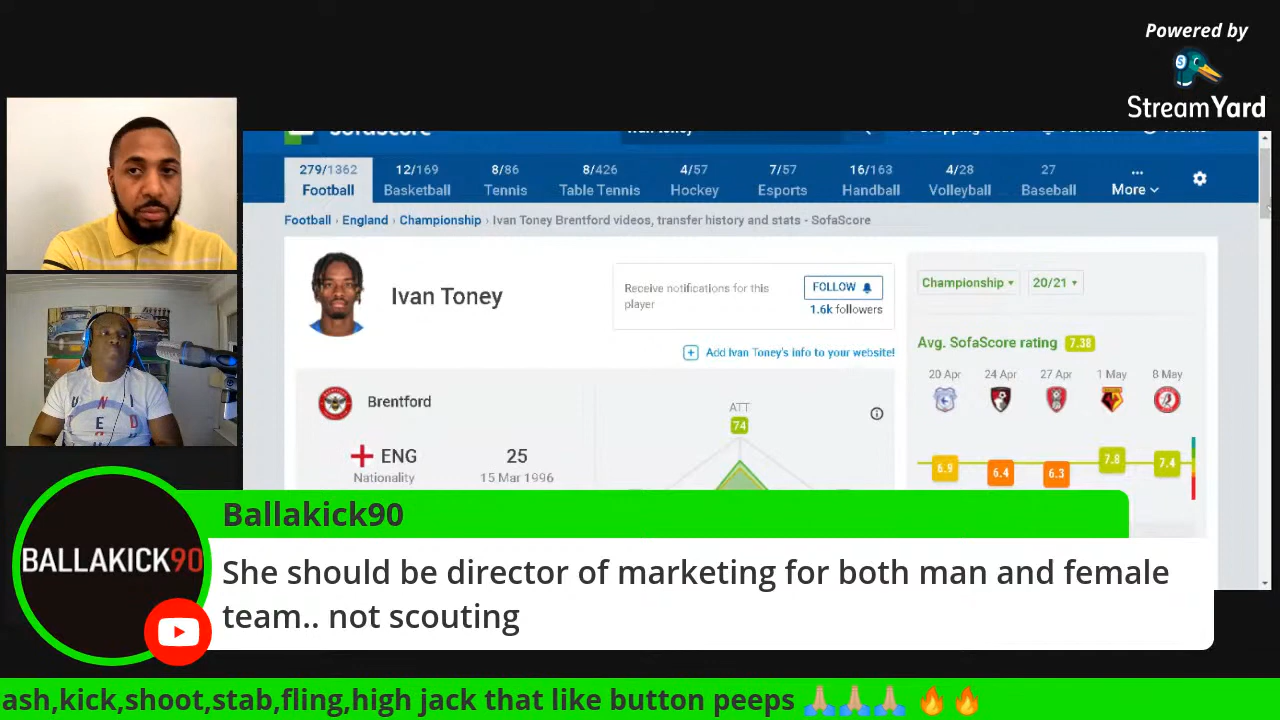 Powered by
StreamYard
SofaScore
ivan toney
279/1362
Football
12/169
Basketball
8/86
Tennis
8/426
Table Tennis
4/57
Hockey
7/57
Esports
16/163
Handball
4/28
Volleyball
27
Baseball
More
Football › England › Championship › Ivan Toney Brentford videos, transfer history and stats - SofaScore
Ivan Toney
Receive notifications for this
player
FOLLOW
1.6k followers
Add Ivan Toney's info to your website!
Brentford
ENG
Nationality
25
15 Mar 1996
ATT
74
Championship
20/21
Avg. SofaScore rating 7.38
20 Apr 24 Apr 27 Apr 1 May 8 May
6.9 6.4 6.3 7.8 7.4
BALLAKICK90
Ballakick90
She should be director of marketing for both man and female
team.. not scouting
ash,kick,shoot,stab,fling,high jack that like button peeps 🙏🏼🙏🏼🙏🏼 🔥🔥